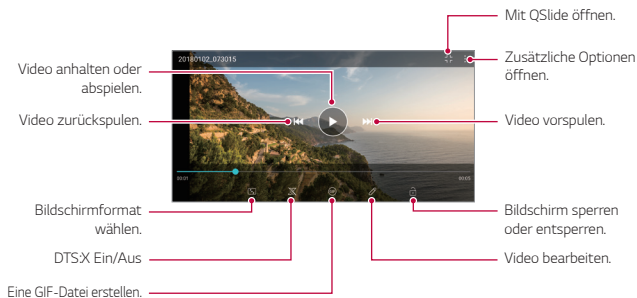 Mit QSlide öffnen.
Zusätzliche Optionen
öffnen.
20180102_073015
Video anhalten oder
abspielen.
Video zurückspulen.
Video vorspulen.
00:01
00:05
Bildschirmformat
wählen.
Bildschirm sperren
oder entsperren.
DTS:X Ein/Aus
Video bearbeiten.
Eine GIF-Datei erstellen.